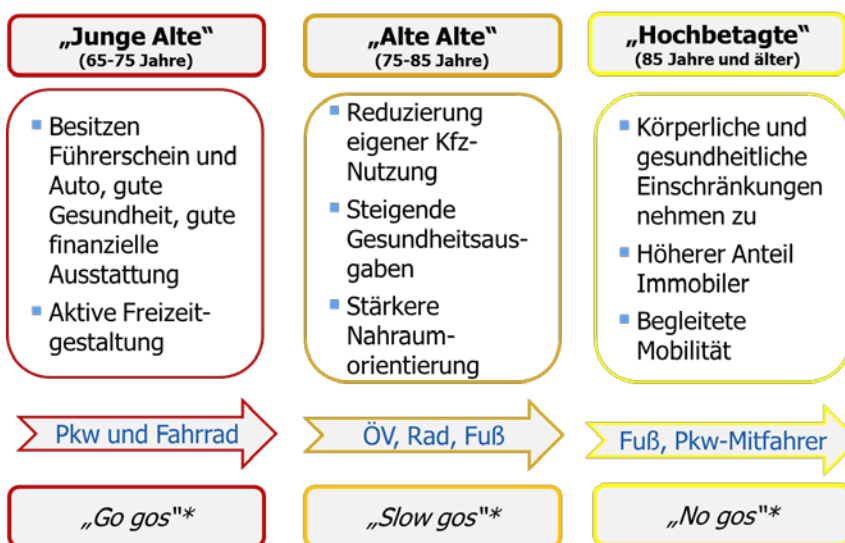 „Junge Alte“
(65-75 Jahre)
Besitzen
Führerschein und
Auto, gute
Gesundheit, gute
finanzielle
Ausstattung
Aktive Freizeit-
gestaltung
Pkw und Fahrrad
„Go gos"*
„Alte Alte“
(75-85 Jahre)
Reduzierung
eigener Kfz-
Nutzung
Steigende
Gesundheitsaus-
gaben
Stärkere
Nahraum-
orientierung
ÖV, Rad, Fuß
„Slow gos"*
„Hochbetagte“
(85 Jahre und älter)
Körperliche und
gesundheitliche
Einschränkungen
nehmen zu
Höherer Anteil
Immobiler
Begleitete
Mobilität
Fuß, Pkw-Mitfahrer
„No gos"*